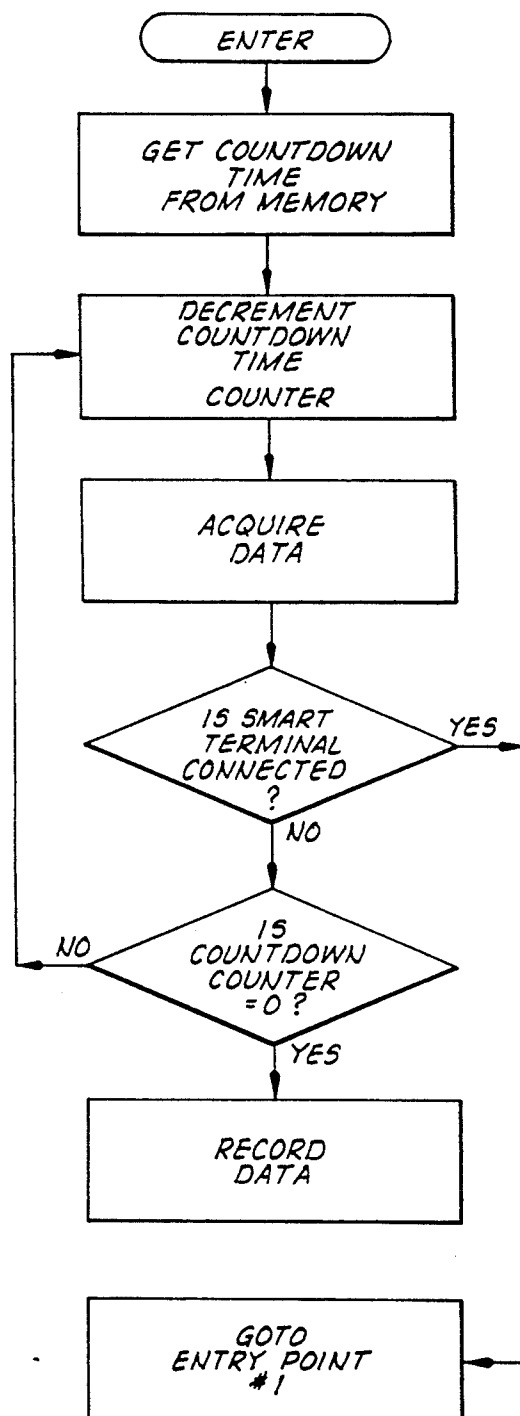 ENTER
GET COUNTDOWN
TIME
FROM MEMORY
DECREMENT
COUNTDOWN
TIME
COUNTER
ACQUIRE
DATA
IS SMART
TERMINAL
CONNECTED
?
YES
NO
IS
COUNTDOWN
COUNTER
=0 ?
NO
YES
RECORD
DATA
GOTO
ENTRY POINT
#1